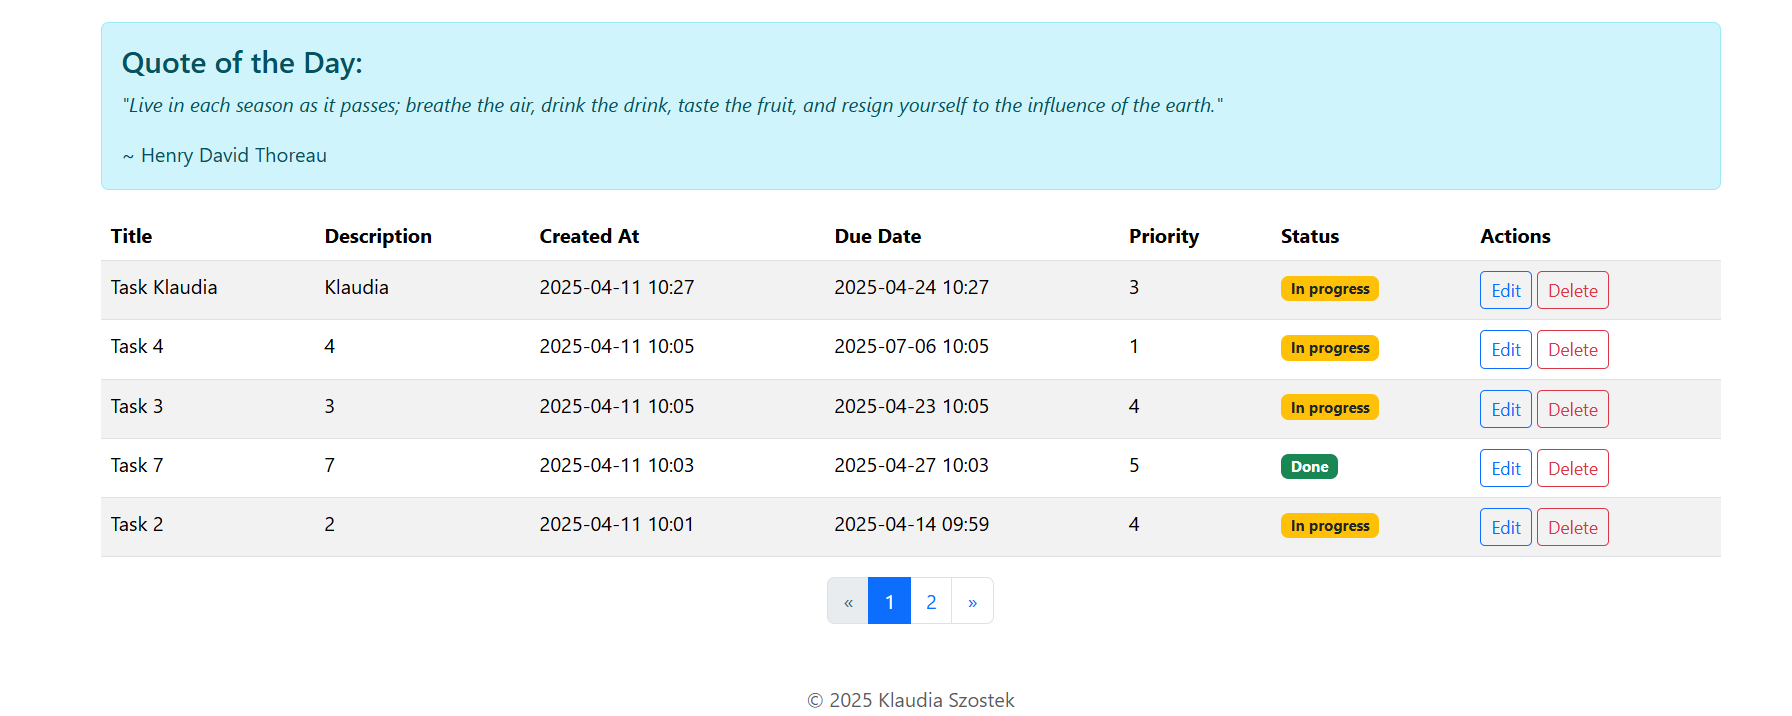 Quote of the Day:
"Live in each season as it passes; breathe the air, drink the drink, taste the fruit, and resign yourself to the influence of the earth."
~ Henry David Thoreau
Title Description Created At Due Date Priority Status Actions
Task Klaudia Klaudia 2025-04-11 10:27 2025-04-24 10:27 3 In progress Edit Delete
Task 4 4 2025-04-11 10:05 2025-07-06 10:05 1 In progress Edit Delete
Task 3 3 2025-04-11 10:05 2025-04-23 10:05 4 In progress Edit Delete
Task 7 7 2025-04-11 10:03 2025-04-27 10:03 5 Done Edit Delete
Task 2 2 2025-04-11 10:01 2025-04-14 09:59 4 In progress Edit Delete
« 1 2 »
© 2025 Klaudia Szostek